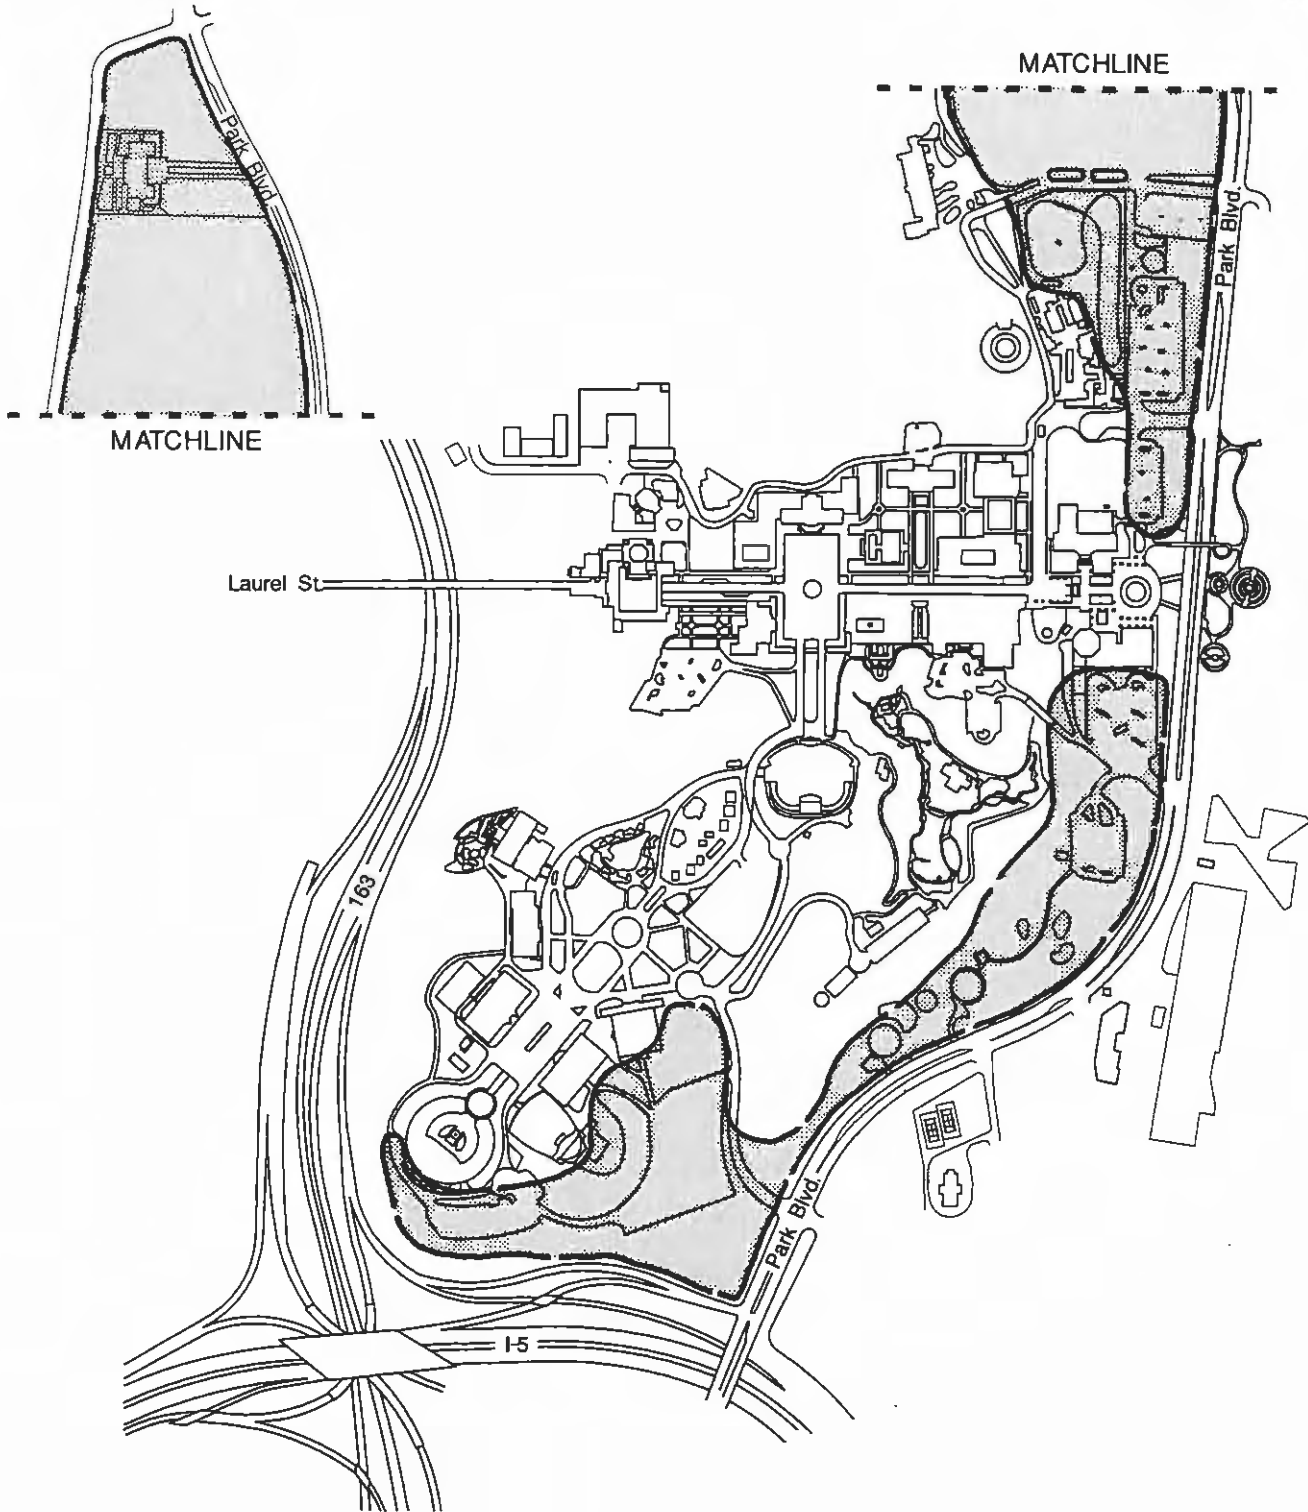 MATCHLINE
Park Blvd
MATCHLINE
Park Blvd
Laurel St.
163
Park Blvd.
I-5